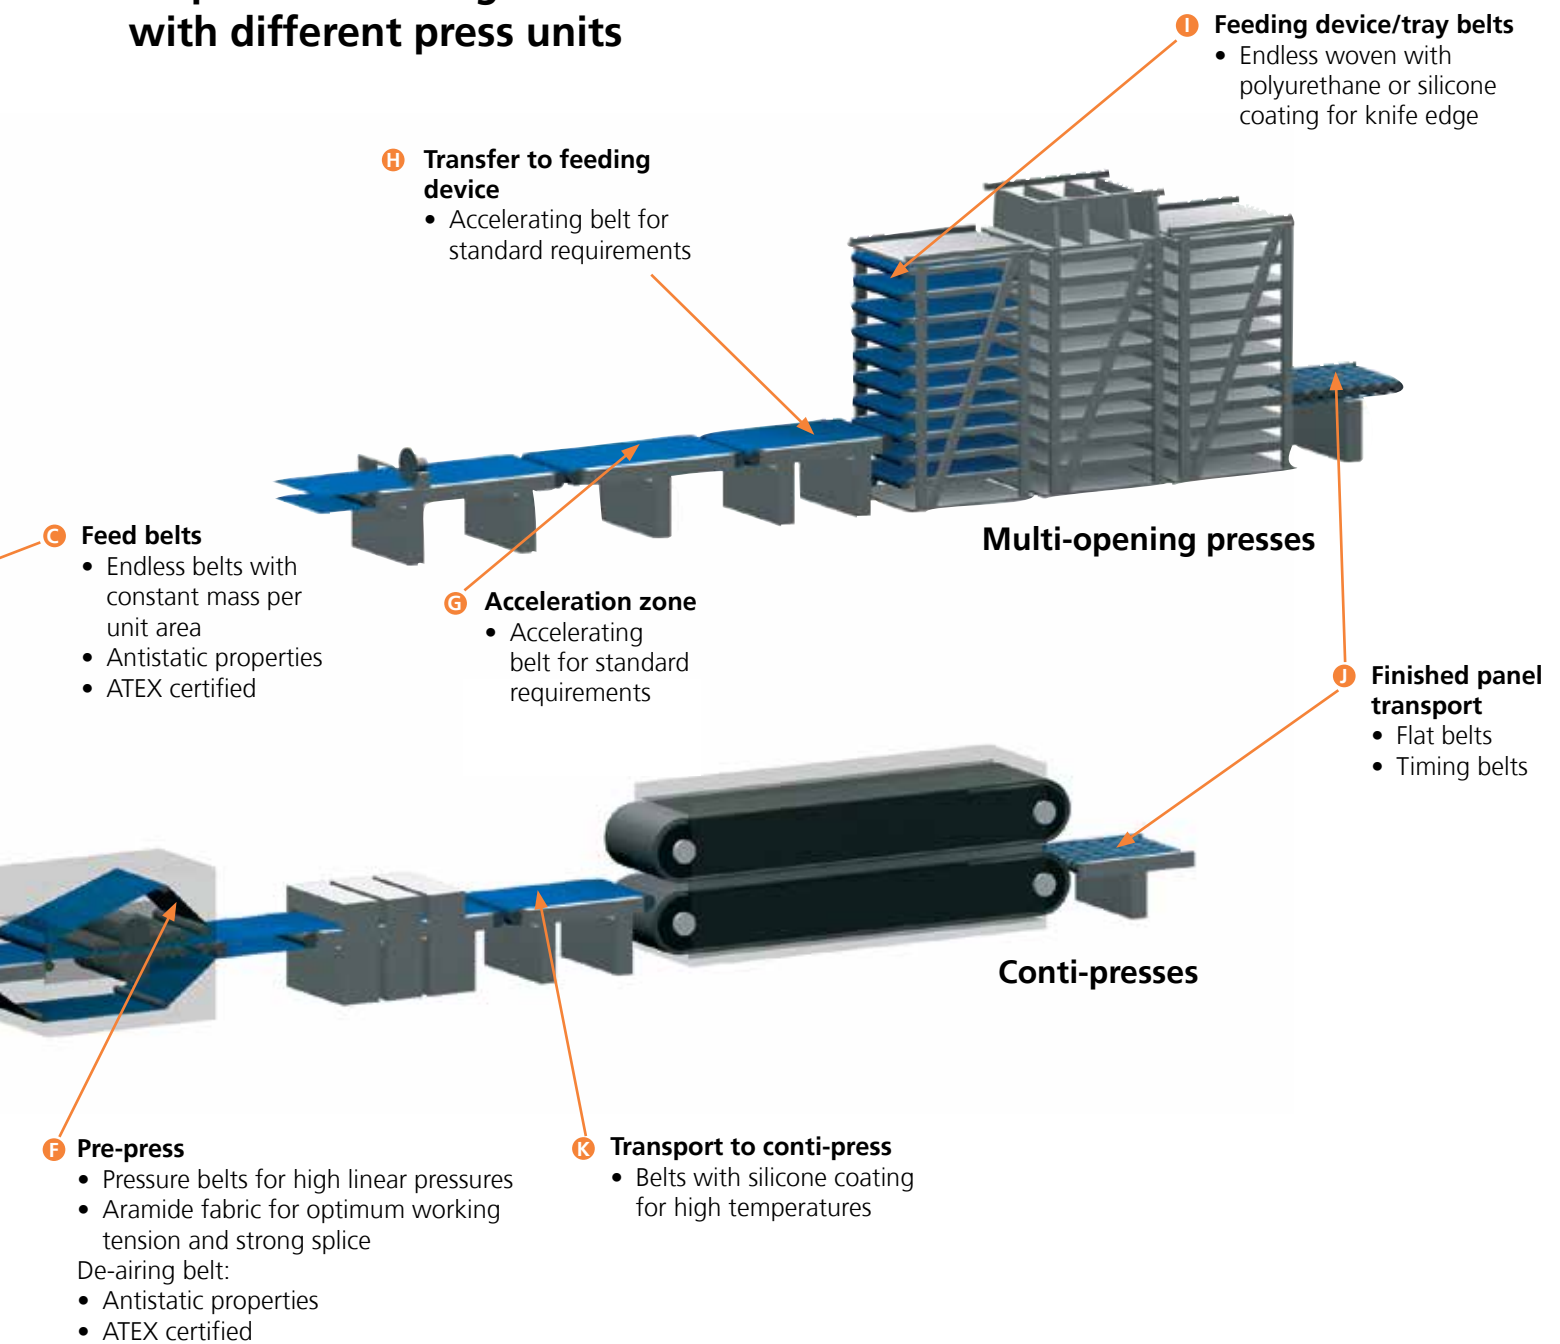 with different press units
I Feeding device/tray belts
• Endless woven with
polyurethane or silicone
coating for knife edge
H Transfer to feeding
device
• Accelerating belt for
standard requirements
Multi-opening presses
C Feed belts
• Endless belts with
constant mass per
unit area
• Antistatic properties
• ATEX certified
G Acceleration zone
• Accelerating
belt for standard
requirements
J Finished panel
transport
• Flat belts
• Timing belts
Conti-presses
F Pre-press
• Pressure belts for high linear pressures
• Aramide fabric for optimum working
tension and strong splice
De-airing belt:
• Antistatic properties
• ATEX certified
K Transport to conti-press
• Belts with silicone coating
for high temperatures